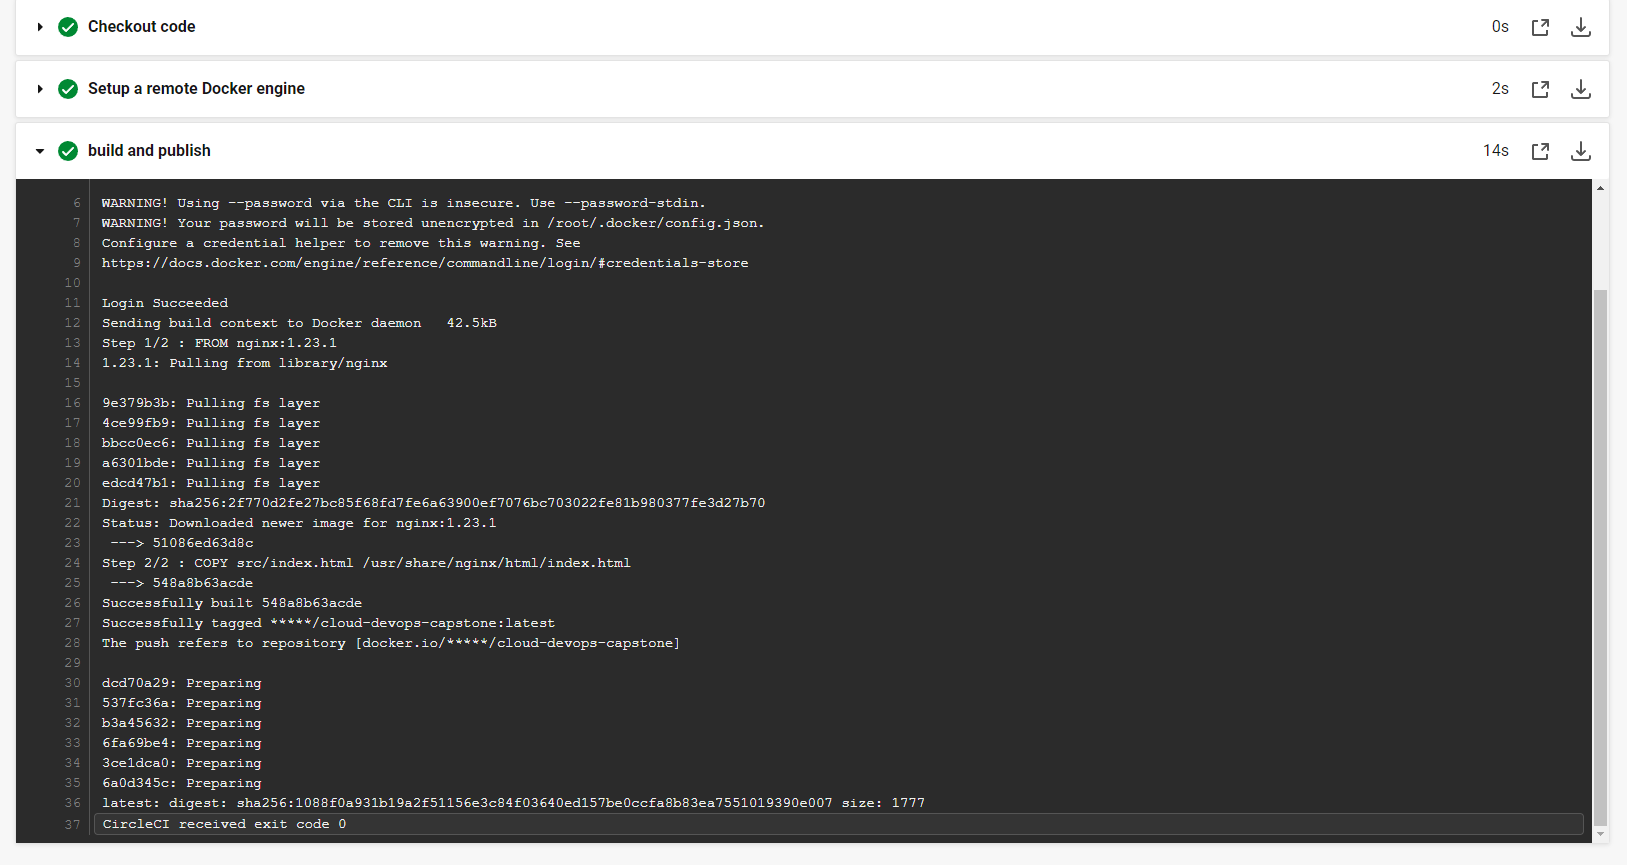 Checkout code 0s
Setup a remote Docker engine 2s
build and publish 14s
6 WARNING! Using --password via the CLI is insecure. Use --password-stdin.
7 WARNING! Your password will be stored unencrypted in /root/.docker/config.json.
8 Configure a credential helper to remove this warning. See
9 https://docs.docker.com/engine/reference/commandline/login/#credentials-store
10
11 Login Succeeded
12 Sending build context to Docker daemon   42.5kB
13 Step 1/2 : FROM nginx:1.23.1
14 1.23.1: Pulling from library/nginx
15
16 9e379b3b: Pulling fs layer
17 4ce99fb9: Pulling fs layer
18 bbcc0ec6: Pulling fs layer
19 a6301bde: Pulling fs layer
20 edcd47b1: Pulling fs layer
21 Digest: sha256:2f770d2fe27bc85f68fd7fe6a63900ef7076bc703022fe81b980377fe3d27b70
22 Status: Downloaded newer image for nginx:1.23.1
23  ---> 51086ed63d8c
24 Step 2/2 : COPY src/index.html /usr/share/nginx/html/index.html
25  ---> 548a8b63acde
26 Successfully built 548a8b63acde
27 Successfully tagged *****/cloud-devops-capstone:latest
28 The push refers to repository [docker.io/*****/cloud-devops-capstone]
29
30 dcd70a29: Preparing
31 537fc36a: Preparing
32 b3a45632: Preparing
33 6fa69be4: Preparing
34 3ce1dca0: Preparing
35 6a0d345c: Preparing
36 latest: digest: sha256:1088f0a931b19a2f51156e3c84f03640ed157be0ccfa8b83ea7551019390e007 size: 1777
37 CircleCI received exit code 0